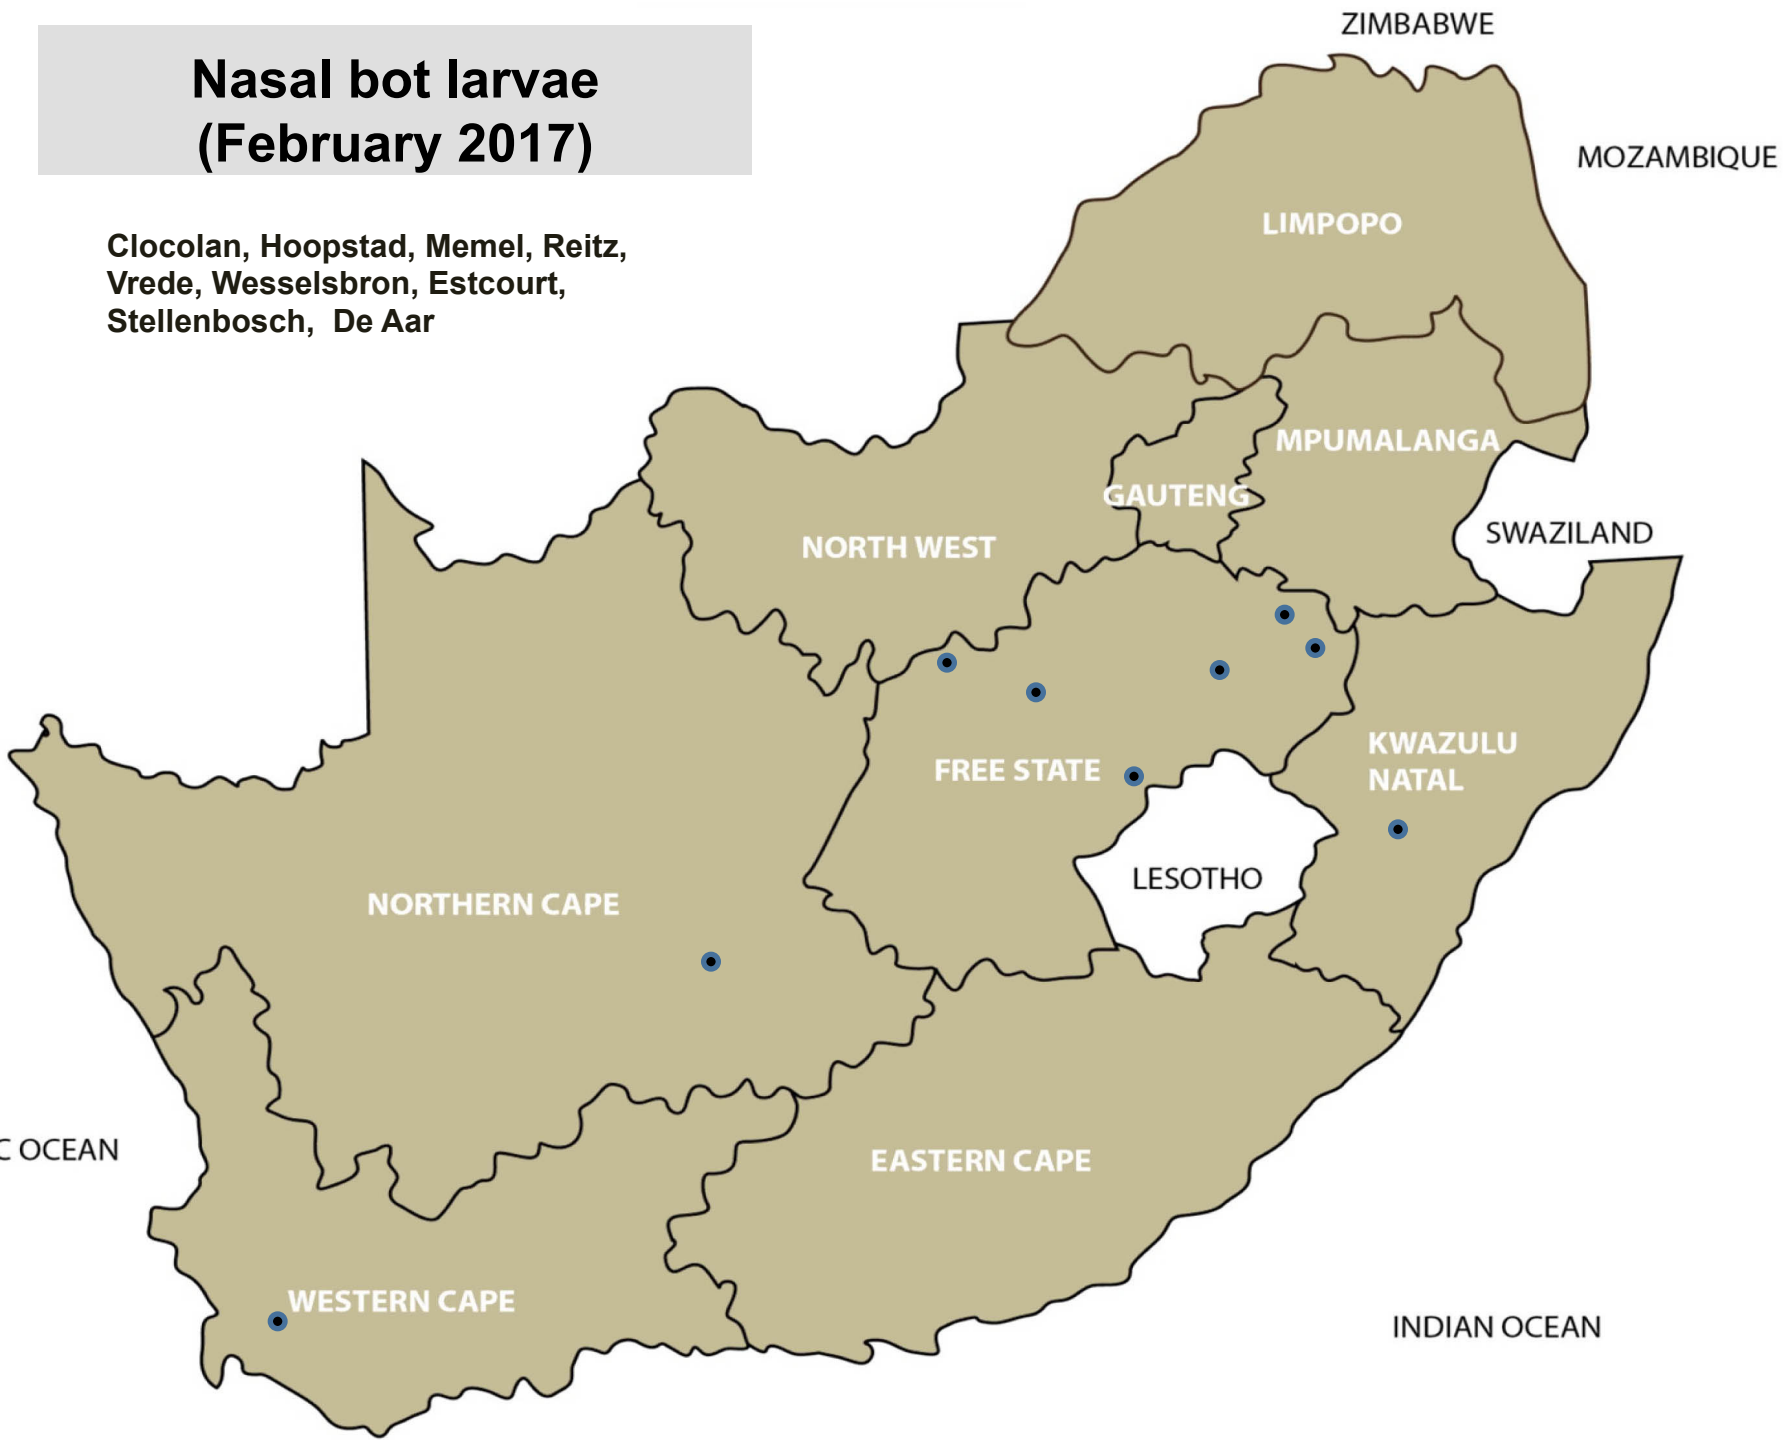 Nasal bot larvae
(February 2017)
Clocolan, Hoopstad, Memel, Reitz,
Vrede, Wesselsbron, Estcourt,
Stellenbosch, De Aar
ZIMBABWE
MOZAMBIQUE
LIMPOPO
MPUMALANGA
GAUTENG
SWAZILAND
NORTH WEST
KWAZULU
NATAL
FREE STATE
LESOTHO
NORTHERN CAPE
C OCEAN
EASTERN CAPE
WESTERN CAPE
INDIAN OCEAN